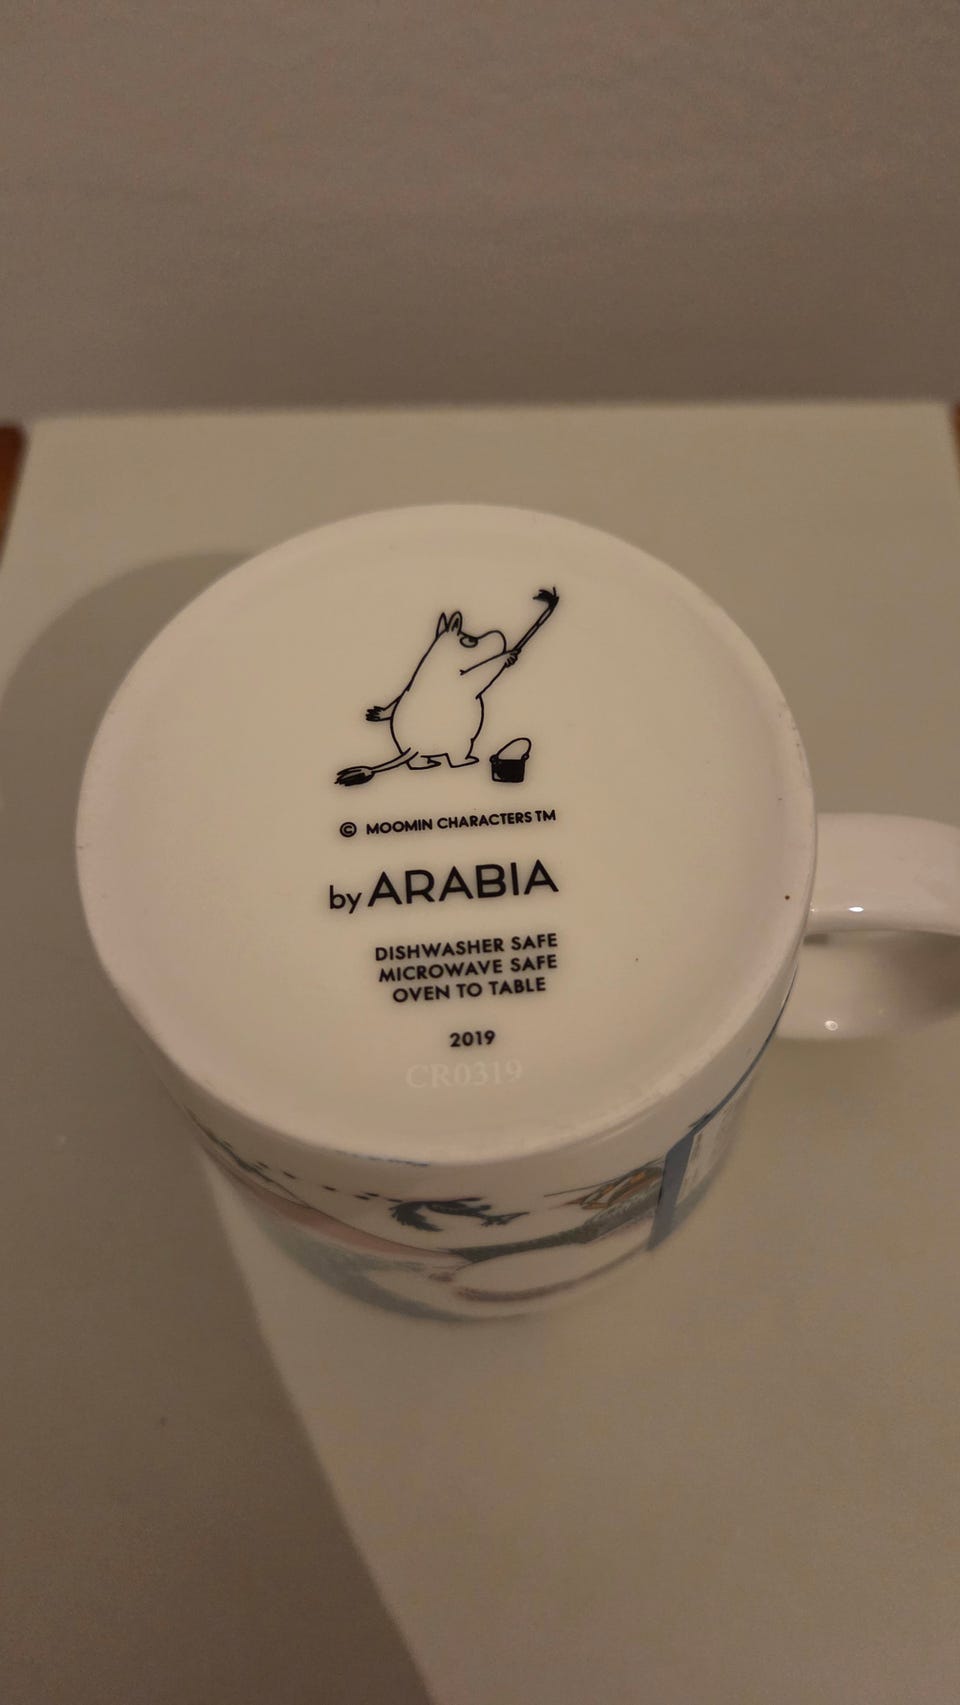 © MOOMIN CHARACTERS TM
by ARABIA
DISHWASHER SAFE
MICROWAVE SAFE
OVEN TO TABLE
2019
CR0319